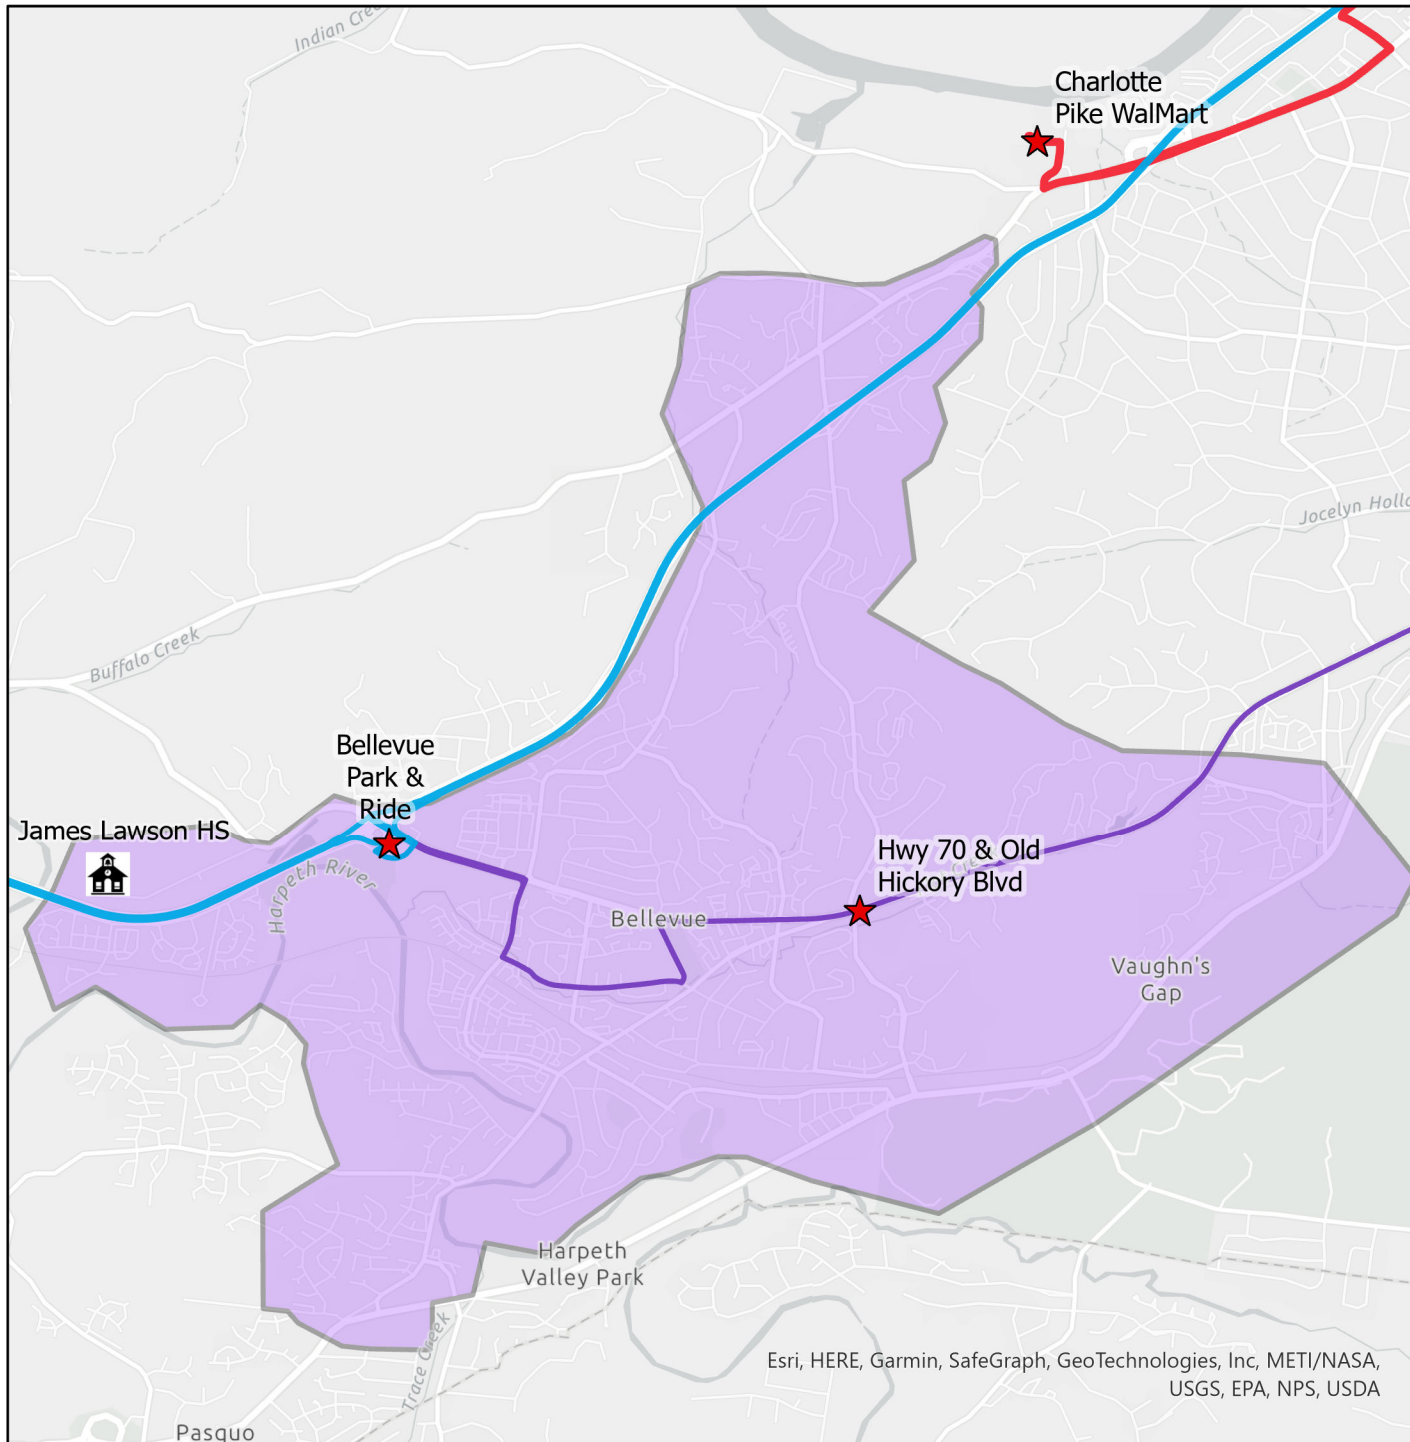 Indian Cree
Charlotte
Pike WalMart
Jocelyn Hollo
Buffalo Creek
Bellevue
Park &
Ride
James Lawson HS
Harpeth River
Hwy 70 & Old
Hickory Blvd
Bellevue
Vaughn's
Gap
Harpeth
Valley Park
Trace Creek
Esri, HERE, Garmin, SafeGraph, GeoTechnologies, Inc, METI/NASA,
USGS, EPA, NPS, USDA
Pasquo